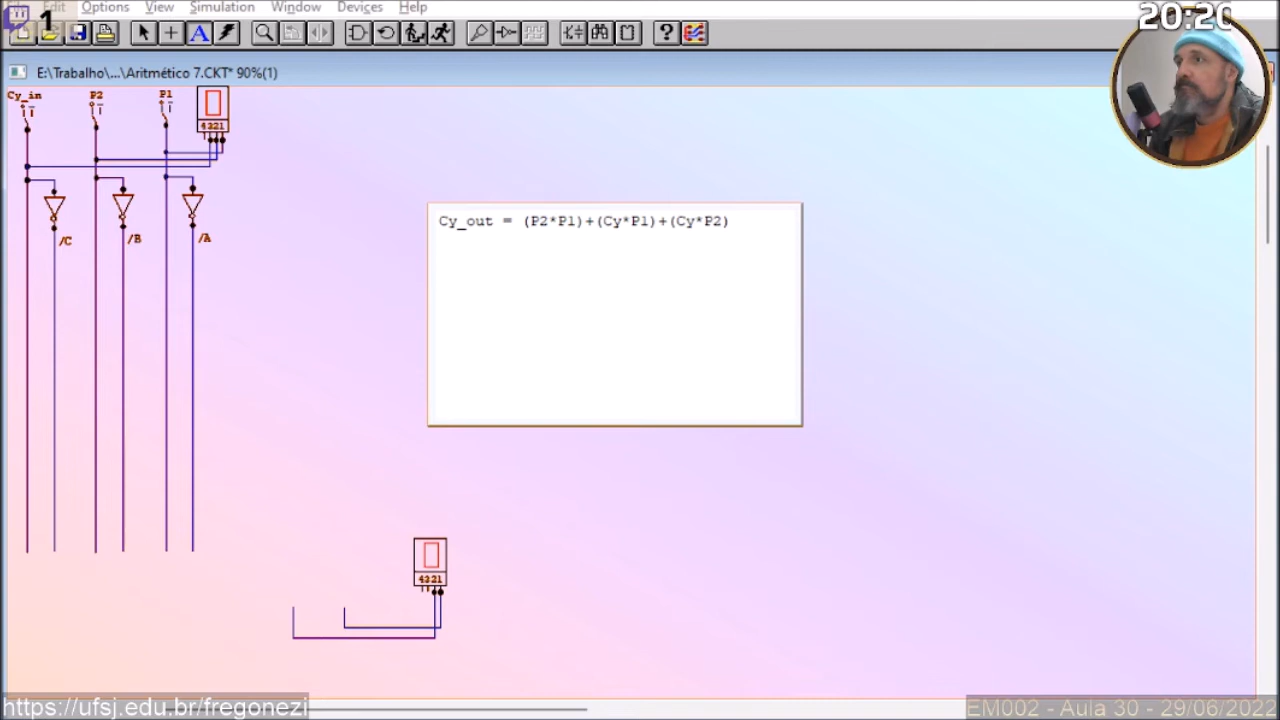 1
Edit Options View Simulation Window Devices Help
20:20
E:\Trabalho\...\Aritmético 7.CKT* 90%(1)
Cy_in P2 P1
4321
/C /B /A
Cy_out = (P2*P1)+(Cy*P1)+(Cy*P2)
4321
https://ufsj.edu.br/fregonezi
EM002 - Aula 30 - 29/06/2022